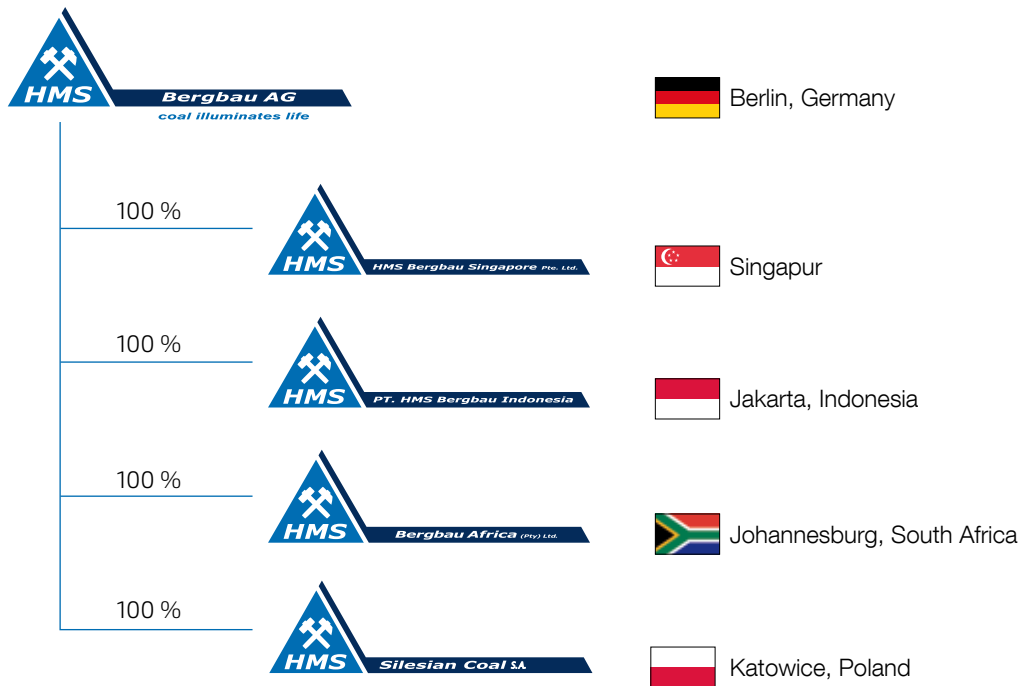 HMS
Bergbau AG
coal illuminates life
Berlin, Germany
100 %
HMS
HMS Bergbau Singapore Pte. Ltd.
Singapur
100 %
HMS
PT. HMS Bergbau Indonesia
Jakarta, Indonesia
100 %
HMS
Bergbau Africa (Pty) Ltd.
Johannesburg, South Africa
100 %
HMS
Silesian Coal S.A.
Katowice, Poland